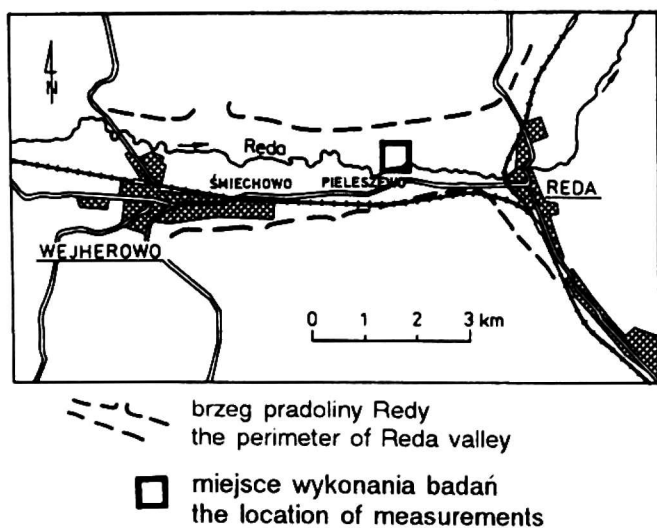 N
Reda
ŚMIECHOWO
PIELESZEWO
REDA
WEJHEROWO
0 1 2 3 km
brzeg pradoliny Redy
the perimeter of Reda valley
miejsce wykonania badań
the location of measurements